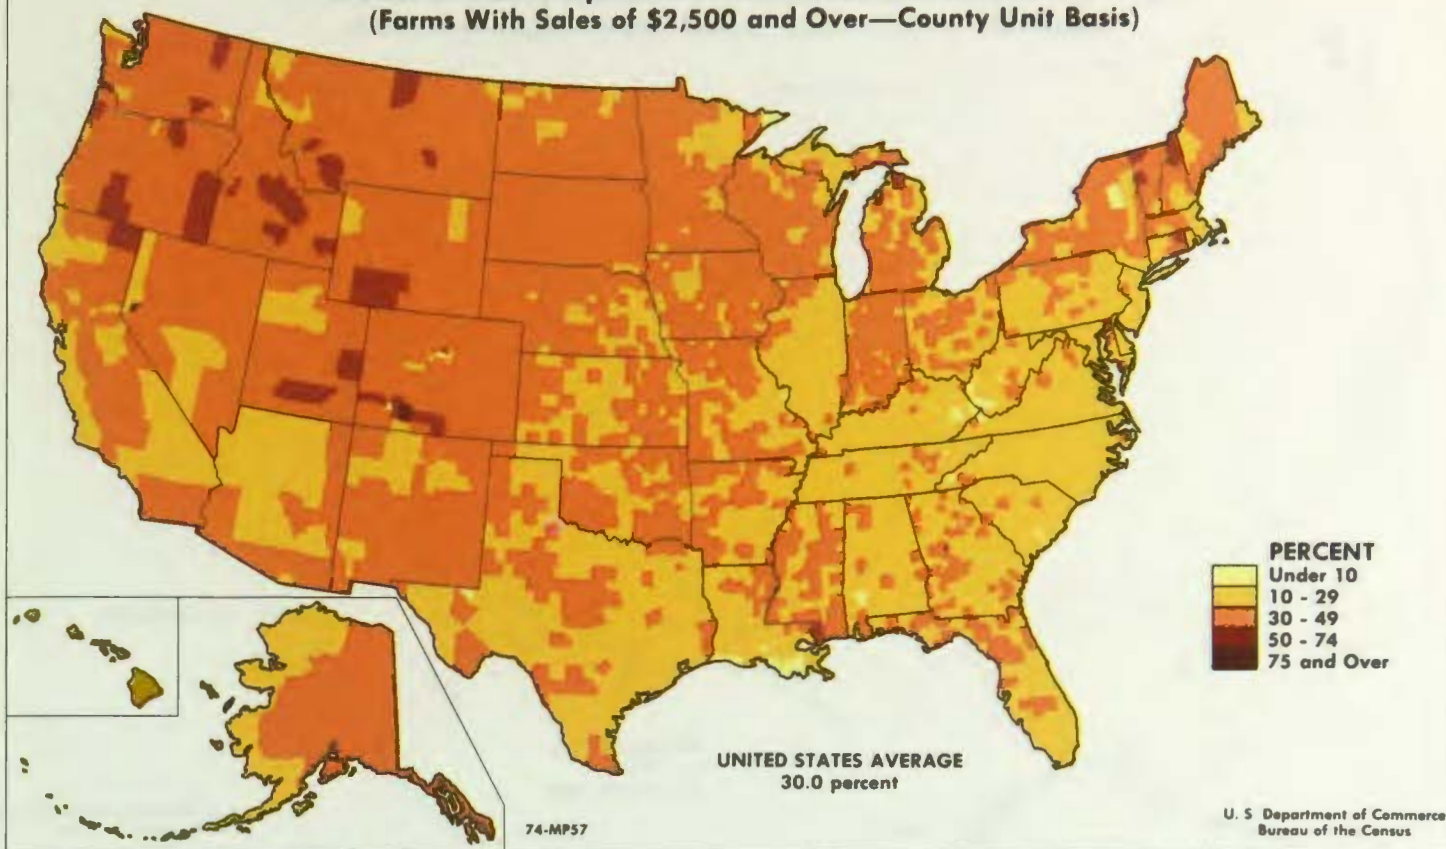 (Farms With Sales of $2,500 and Over—County Unit Basis)
PERCENT
Under 10
10 - 29
30 - 49
50 - 74
75 and Over
UNITED STATES AVERAGE
30.0 percent
74-MP57
U. S Department of Commerce
Bureau of the Census